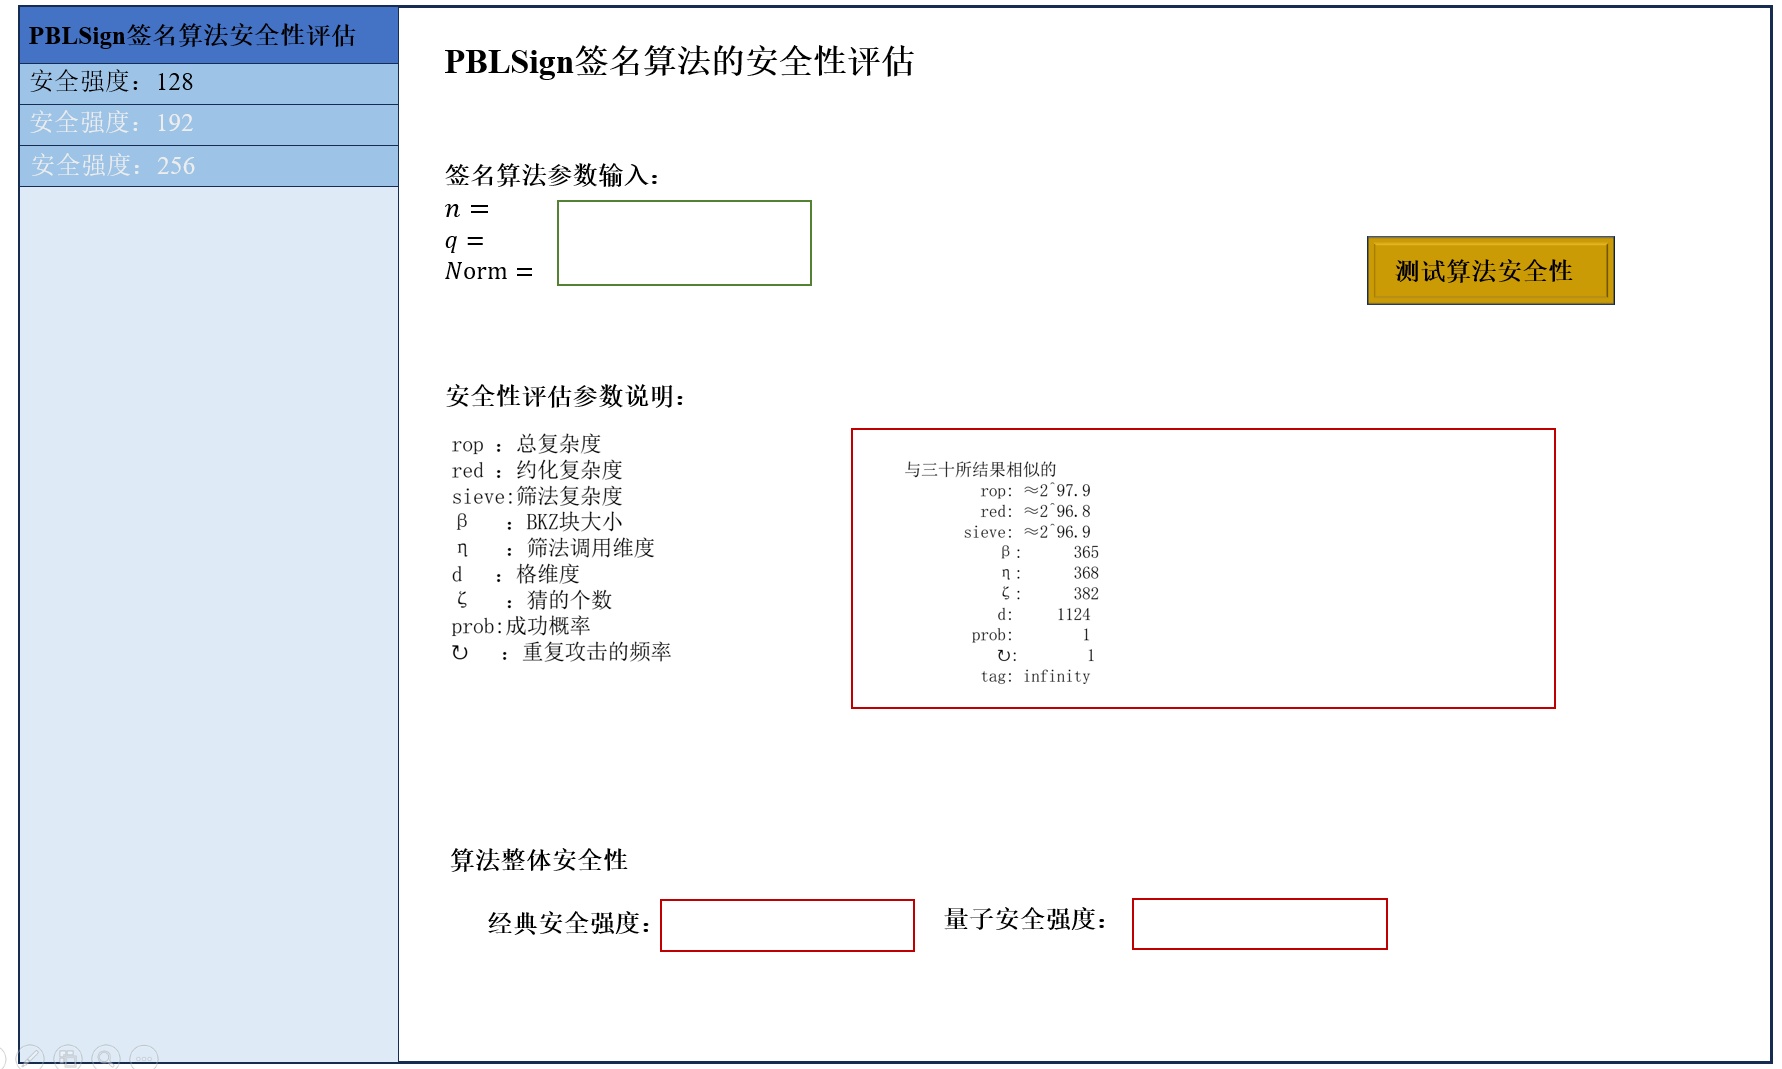 PBLSign签名算法安全性评估
安全强度：128
安全强度：192
安全强度：256
PBLSign签名算法的安全性评估
签名算法参数输入：
n =
q =
Norm =
测试算法安全性
安全性评估参数说明：
rop ：总复杂度
red ：约化复杂度
sieve:筛法复杂度
β ：BKZ块大小
η ：筛法调用维度
d ：格维度
ζ ：猜的个数
prob:成功概率
↻ ：重复攻击的频率
与三十所结果相似的
rop: ≈2^97.9
red: ≈2^96.8
sieve: ≈2^96.9
β: 365
η: 368
ζ: 382
d: 1124
prob: 1
↻: 1
tag: infinity
算法整体安全性
经典安全强度：
量子安全强度：